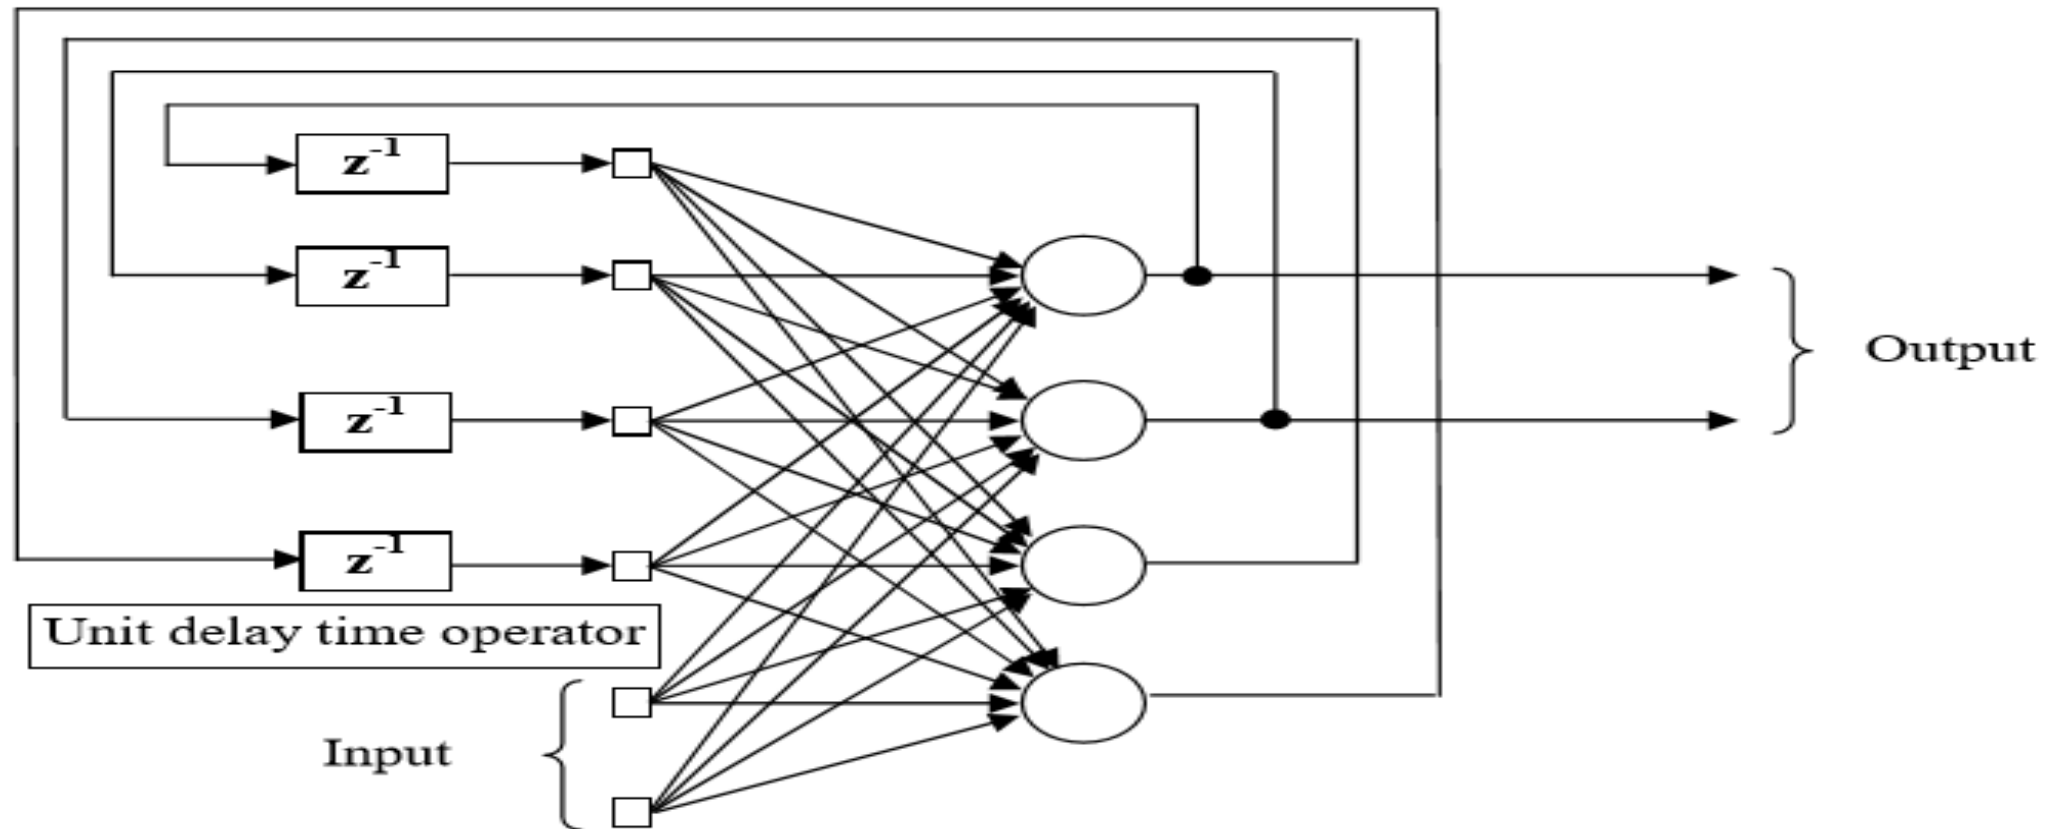 z⁻¹
z⁻¹
Output
z⁻¹
z⁻¹
Unit delay time operator
Input